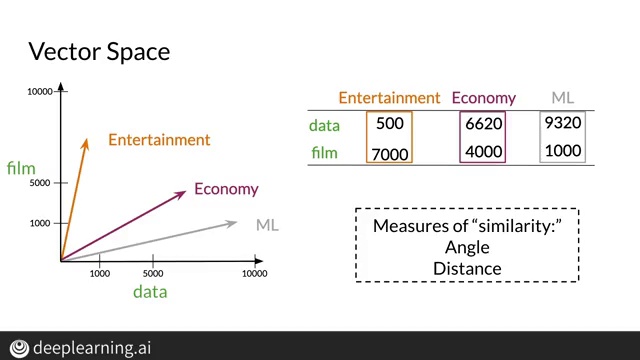 Vector Space
10000
film
5000
1000
1000
5000
10000
data
Entertainment
Economy
ML
Entertainment Economy ML
data 500 6620 9320
film 7000 4000 1000
Measures of “similarity:”
Angle
Distance
deeplearning.ai